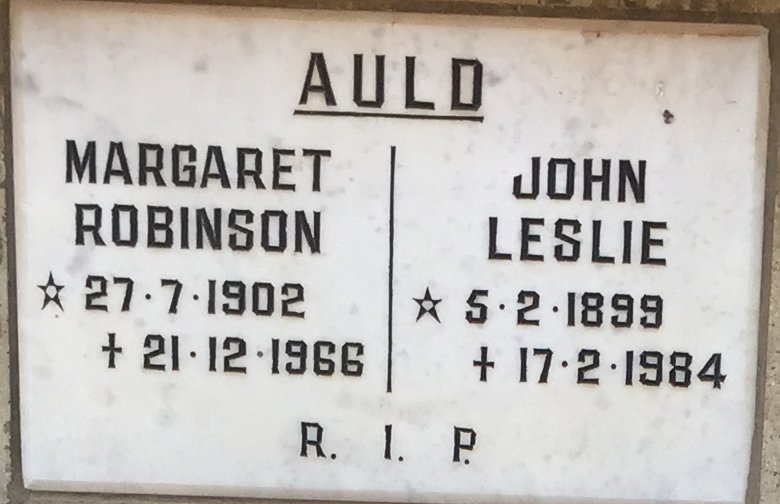 AULD
MARGARET
ROBINSON
☆ 27·7·1902
† 21·12·1966
JOHN
LESLIE
☆ 5·2·1899
† 17·2·1984
R. I. P.